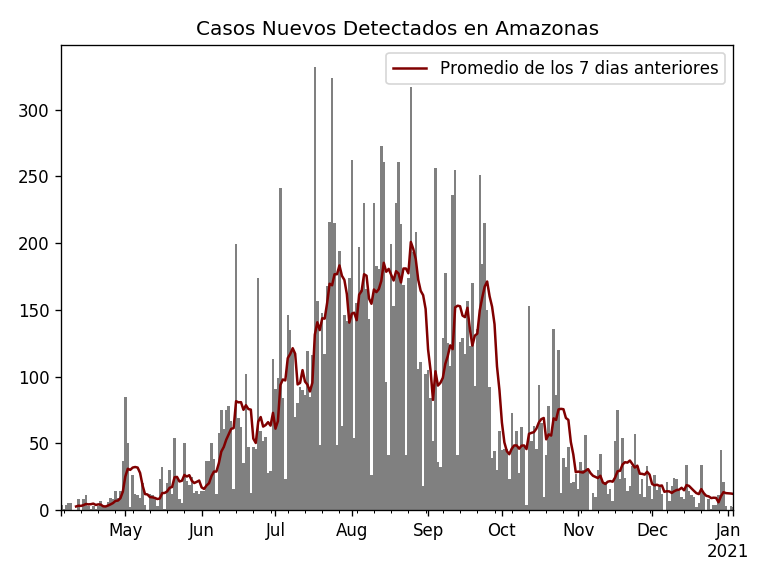 Casos Nuevos Detectados en Amazonas
Promedio de los 7 dias anteriores
300
250
200
150
100
50
0
May Jun Jul Aug Sep Oct Nov Dec Jan
2021